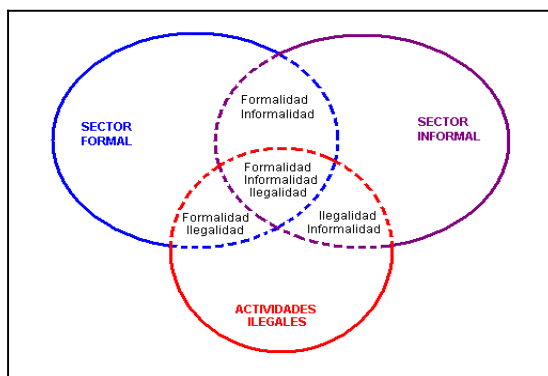 Formalidad
Informalidad
SECTOR
FORMAL
SECTOR
INFORMAL
Formalidad
Informalidad
Ilegalidad
Formalidad
Ilegalidad
Ilegalidad
Informalidad
ACTIVIDADES
ILEGALES